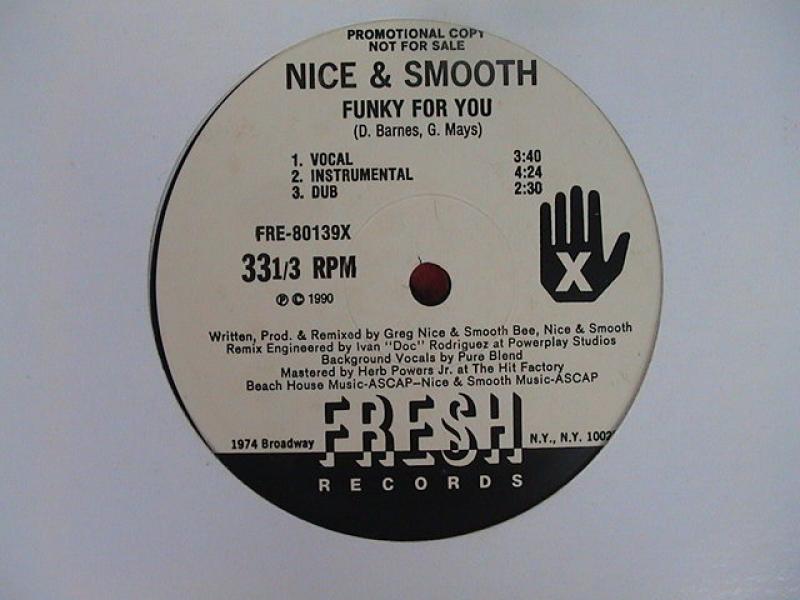 PROMOTIONAL COPY
NOT FOR SALE
NICE & SMOOTH
FUNKY FOR YOU
(D. Barnes, G. Mays)
1. VOCAL 3:40
2. INSTRUMENTAL 4:24
3. DUB 2:30
FRE-80139X
33 1/3 RPM
X
℗ © 1990
Written, Prod. & Remixed by Greg Nice & Smooth Bee, Nice & Smooth
Remix Engineered by Ivan "Doc" Rodriguez at Powerplay Studios
Background Vocals by Pure Blend
Mastered by Herb Powers Jr. at The Hit Factory
Beach House Music-ASCAP–Nice & Smooth Music-ASCAP
1974 Broadway FRESH N.Y., N.Y.
RECORDS